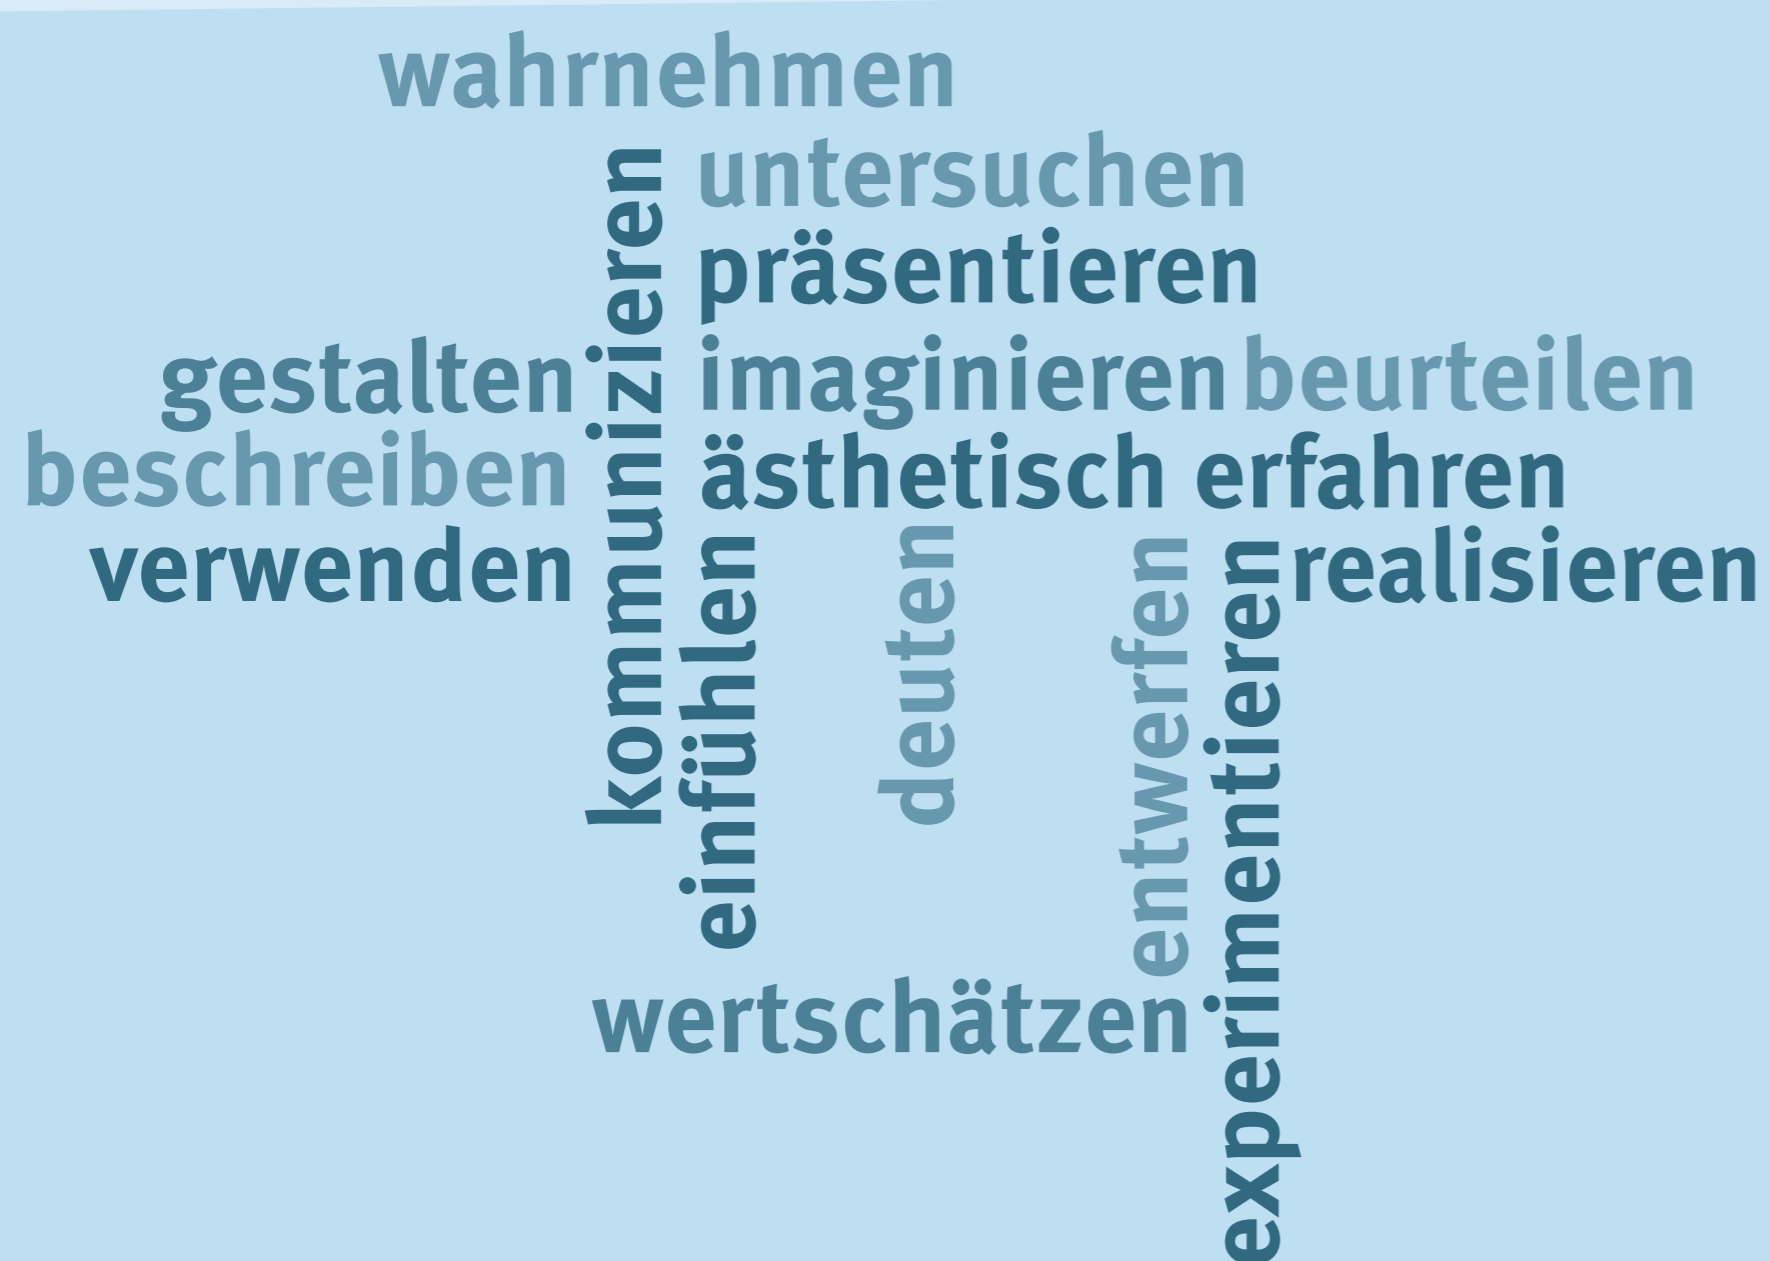 wahrnehmen
untersuchen
kommunizieren
präsentieren
gestalten
imaginieren
beurteilen
beschreiben
ästhetisch erfahren
verwenden
einfühlen
deuten
entwerfen
experimentieren
realisieren
wertschätzen